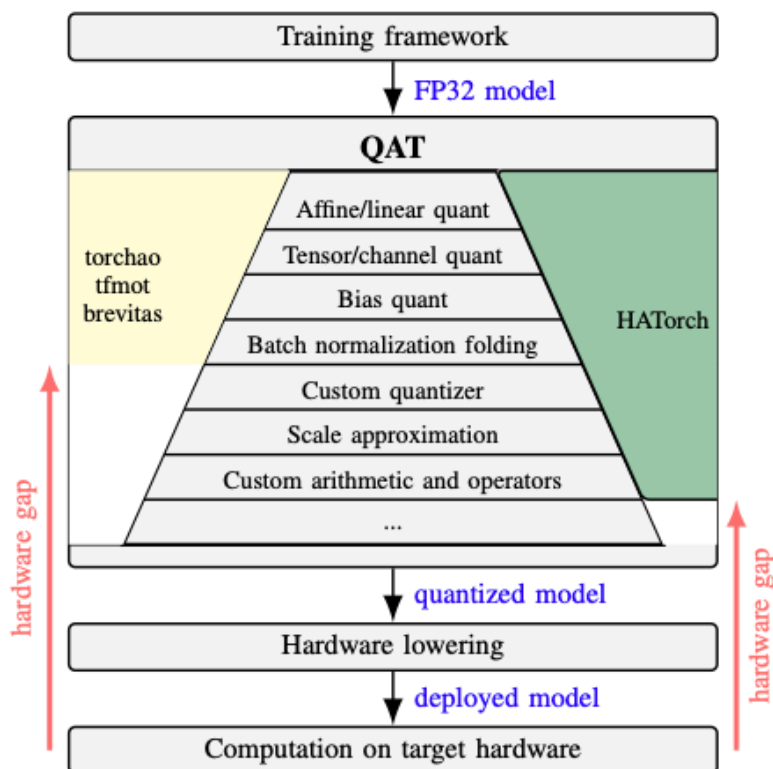 Training framework
FP32 model
QAT
Affine/linear quant
Tensor/channel quant
Bias quant
Batch normalization folding
Custom quantizer
Scale approximation
Custom arithmetic and operators
...
torchao
tfmot
brevitas
HATorch
hardware gap
hardware gap
quantized model
Hardware lowering
deployed model
Computation on target hardware